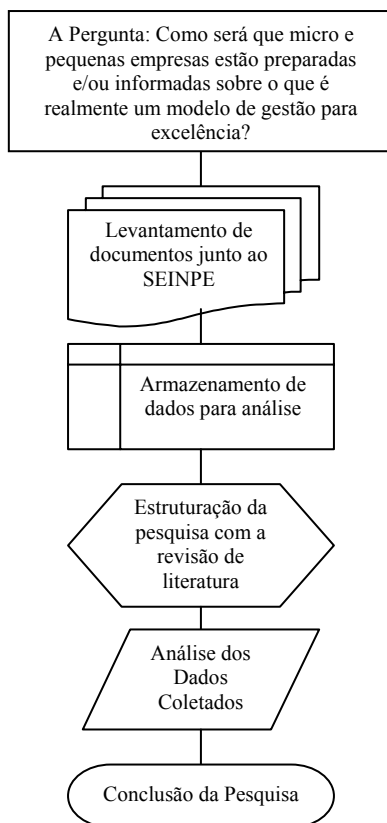 A Pergunta: Como será que micro e
pequenas empresas estão preparadas
e/ou informadas sobre o que é
realmente um modelo de gestão para
excelência?
Levantamento de
documentos junto ao
SEINPE
Armazenamento de
dados para análise
Estruturação da
pesquisa com a
revisão de
literatura
Análise dos
Dados
Coletados
Conclusão da Pesquisa